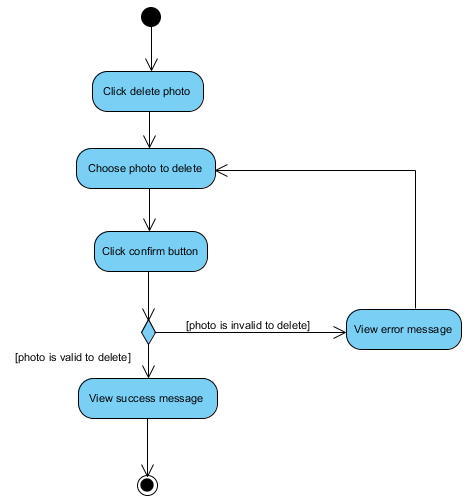 Click delete photo
Choose photo to delete
Click confirm button
[photo is invalid to delete]
View error message
[photo is valid to delete]
View success message